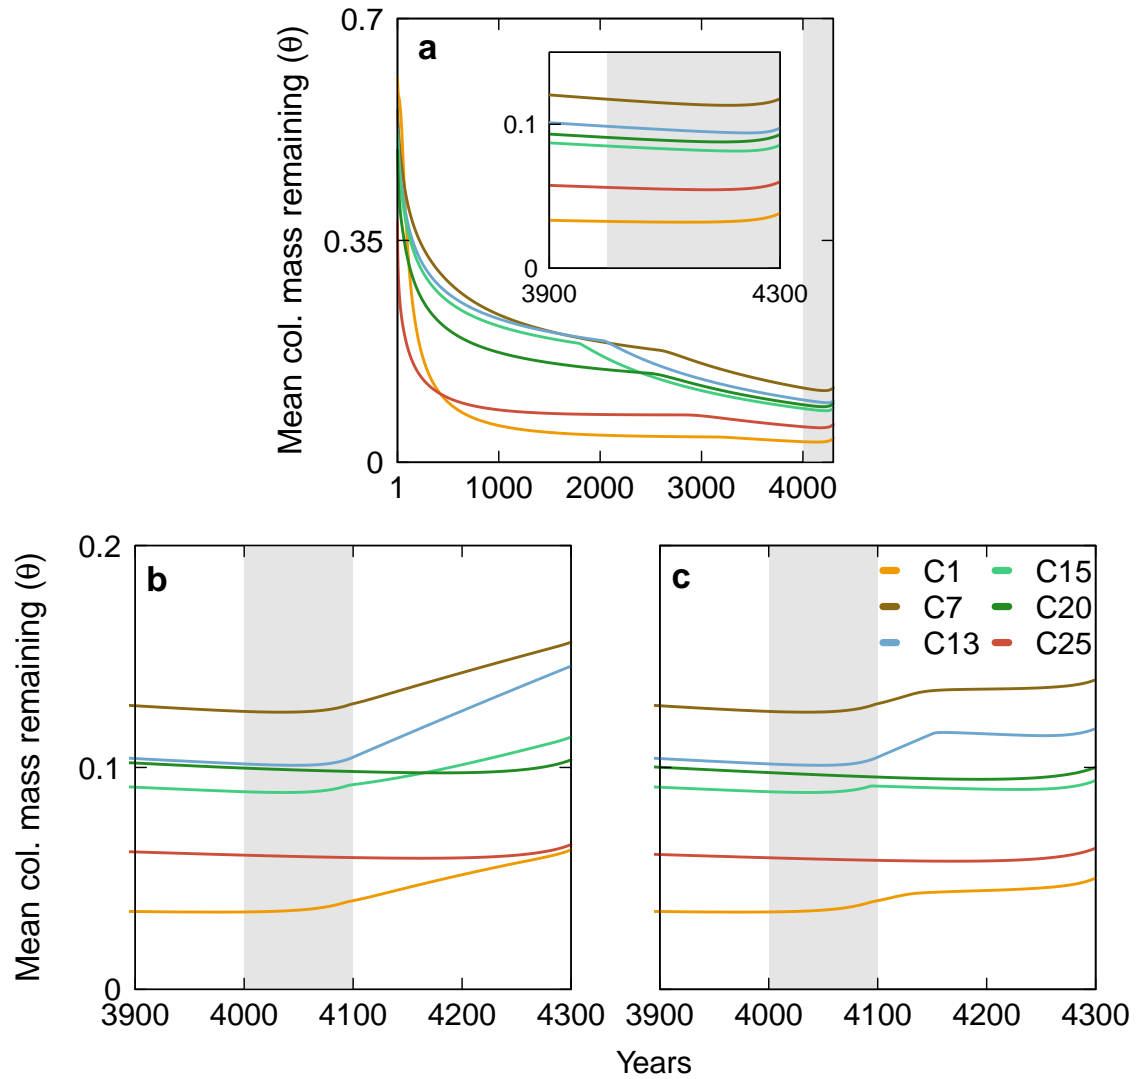 0.7
a
Mean col. mass remaining (θ)
0.1
0.35
0
3900 4300
0
1 1000 2000 3000 4000
0.2
b
c
C1 C15
C7 C20
C13 C25
Mean col. mass remaining (θ)
0.1
0
3900 4000 4100 4200 4300
3900 4000 4100 4200 4300
Years